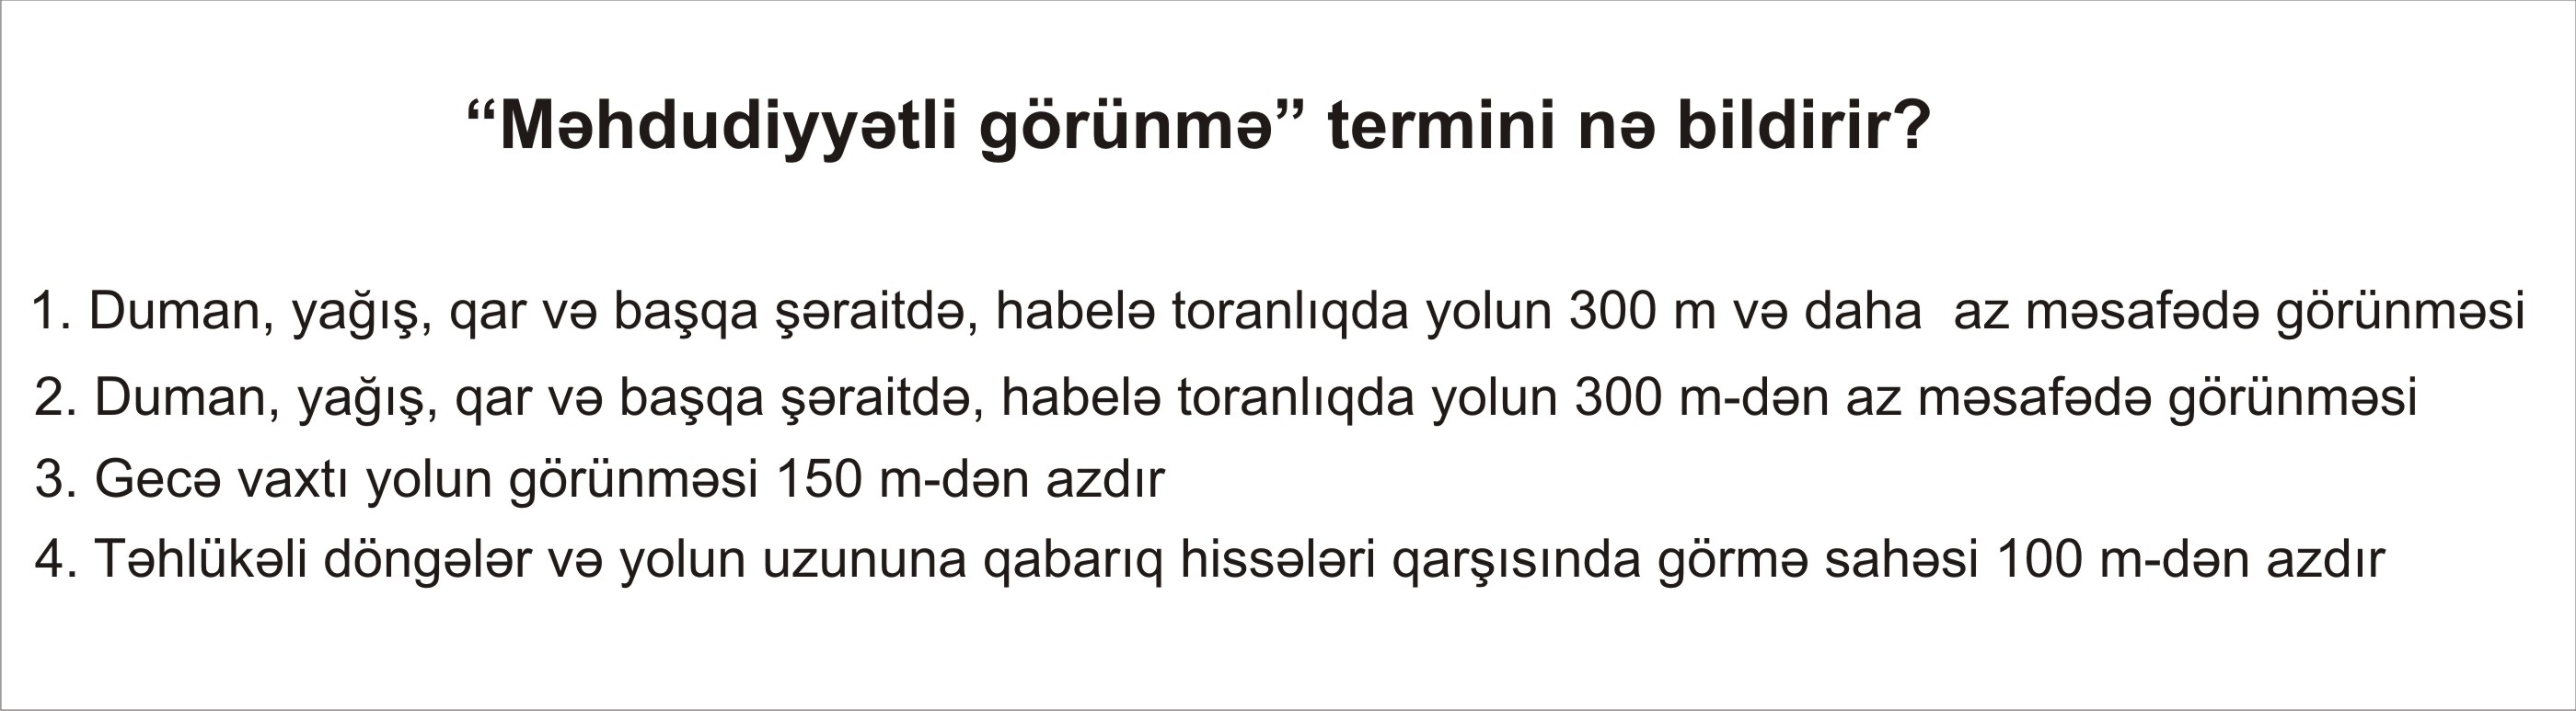 “Məhdudiyyətli görünmə” termini nə bildirir?
1. Duman, yağış, qar və başqa şəraitdə, habelə toranlıqda yolun 300 m və daha az məsafədə görünməsi
2. Duman, yağış, qar və başqa şəraitdə, habelə toranlıqda yolun 300 m-dən az məsafədə görünməsi
3. Gecə vaxtı yolun görünməsi 150 m-dən azdır
4. Təhlükəli döngələr və yolun uzununa qabarıq hissələri qarşısında görmə sahəsi 100 m-dən azdır